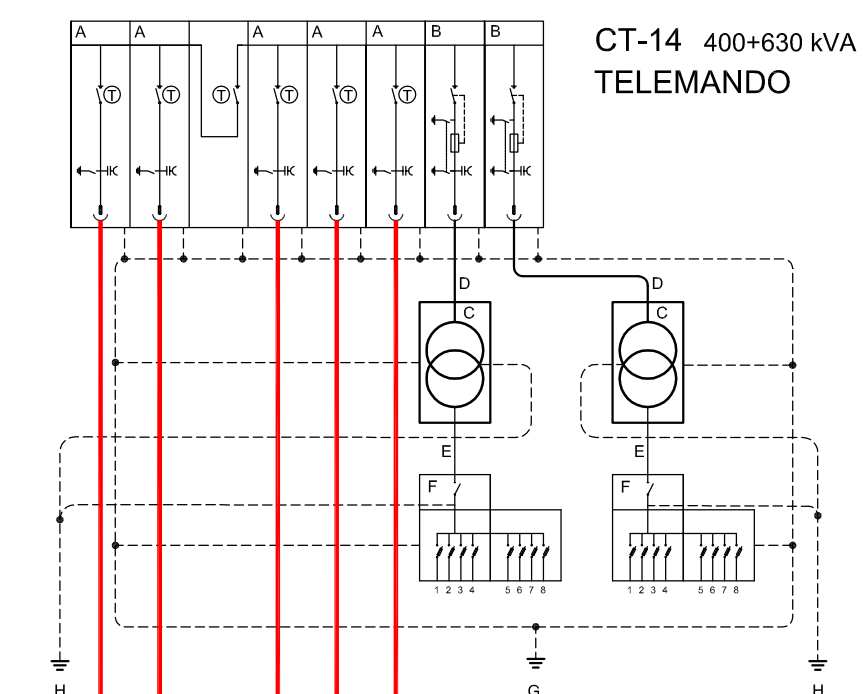 A A A A A B B
CT-14 400+630 kVA
TELEMANDO
T T T T T T
D D
C C
E E
F F
1 2 3 4 5 6 7 8 1 2 3 4 5 6 7 8
H G H